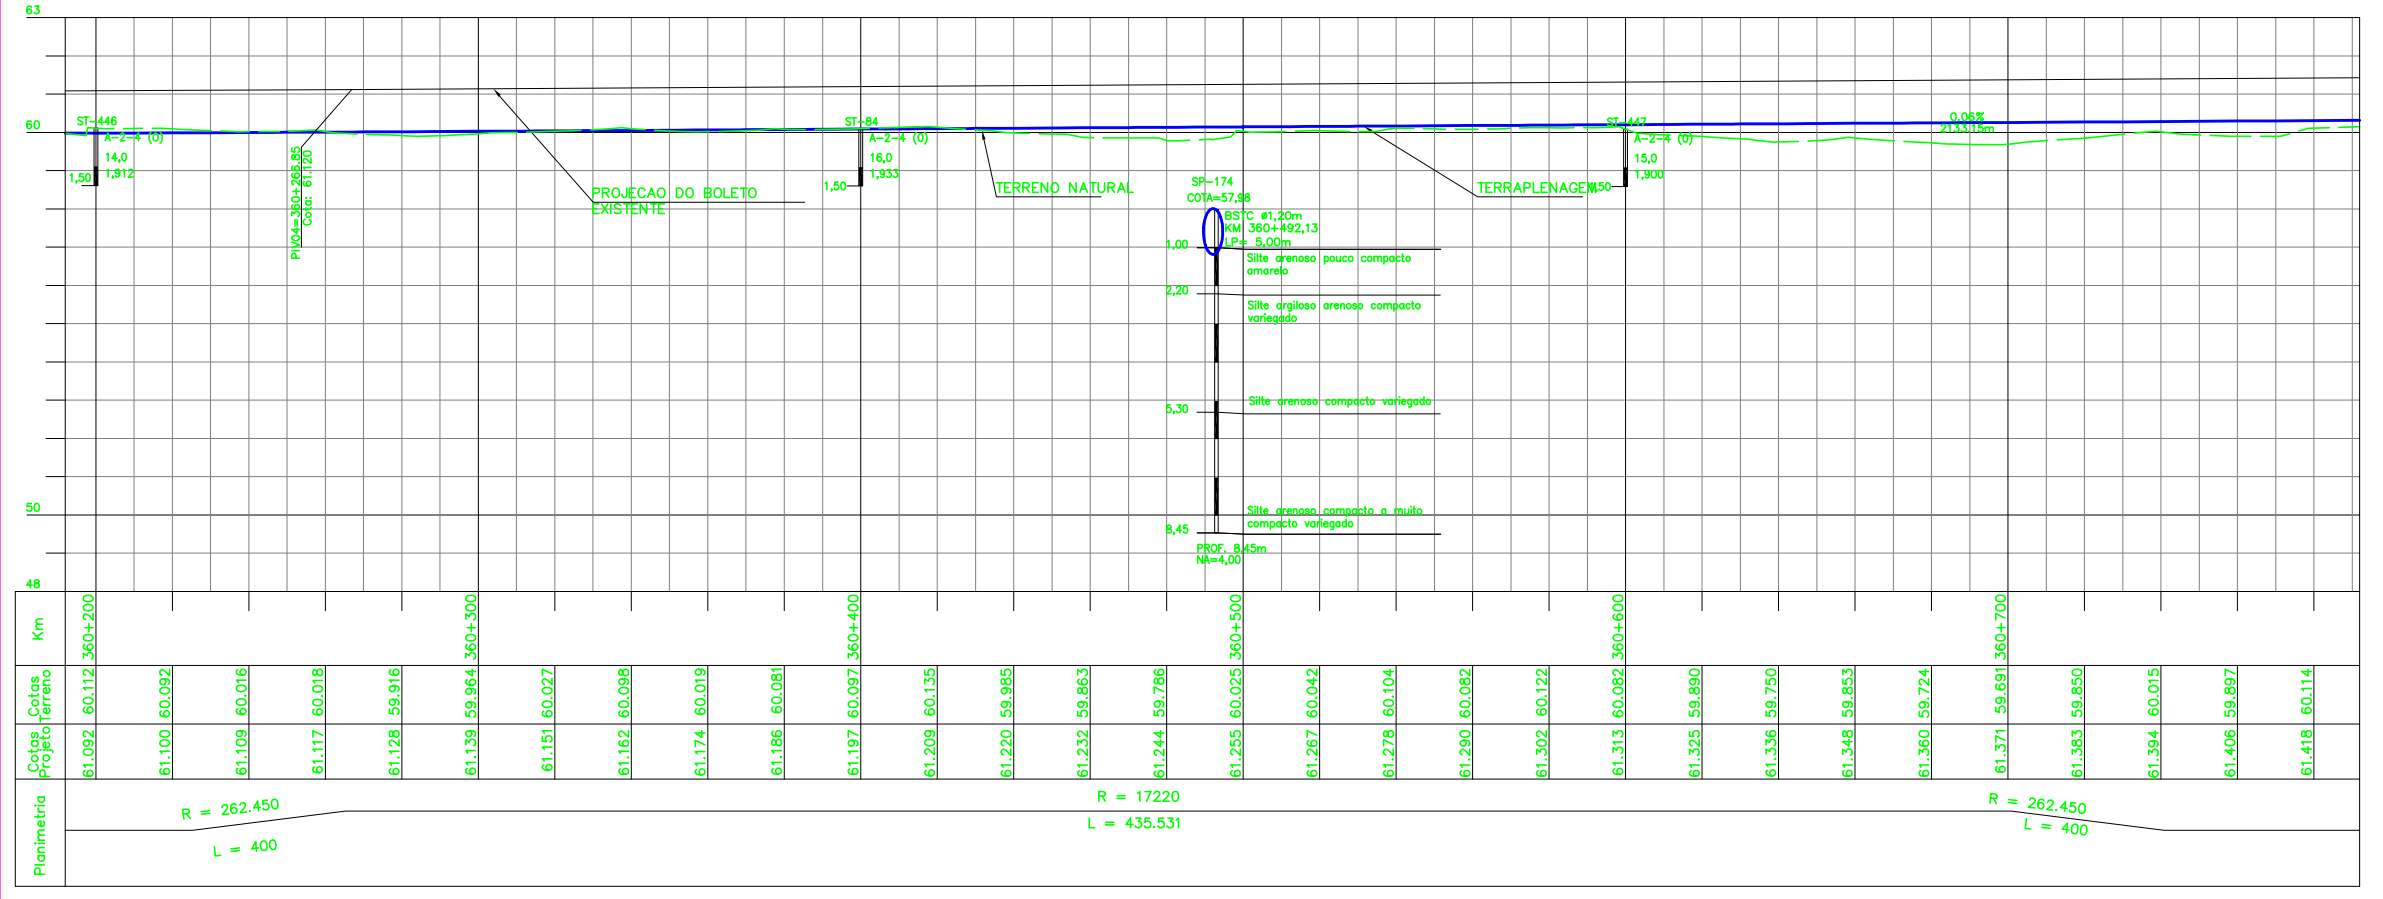 63
60
50
48
ST-446
A-2-4 (0)
14,0
1,912
1,50
PIV04=360+266.85
Cota: 61.120
PROJECAO DO BOLETO
EXISTENTE
ST-84
A-2-4 (0)
16,0
1,933
1,50
TERRENO NATURAL
SP-174
COTA=57,98
BSTC ø1,20m
KM 360+492,13
LP= 5,00m
1,00
Silte arenoso pouco compacto
amarelo
2,20
Silte argiloso arenoso compacto
variegado
5,30
Silte arenoso compacto variegado
Silte arenoso compacto a muito
compacto variegado
8,45
PROF. 8,45m
NA=4,00
TERRAPLENAGEM
ST-447
A-2-4 (0)
15,0
1,900
1,50
0.06%
2133.15m
Km
360+200
360+300
360+400
360+500
360+600
360+700
Cotas
Terreno
60.112
60.092
60.016
60.018
59.916
59.964
60.027
60.098
60.019
60.081
60.097
60.135
59.985
59.863
59.786
60.025
60.042
60.104
60.082
60.122
60.082
59.890
59.750
59.853
59.724
59.691
59.850
60.015
59.897
60.114
Cotas
Projeto
61.092
61.100
61.109
61.117
61.128
61.139
61.151
61.162
61.174
61.186
61.197
61.209
61.220
61.232
61.244
61.255
61.267
61.278
61.290
61.302
61.313
61.325
61.336
61.348
61.360
61.371
61.383
61.394
61.406
61.418
Planimetria
R = 262.450
L = 400
R = 17220
L = 435.531
R = 262.450
L = 400